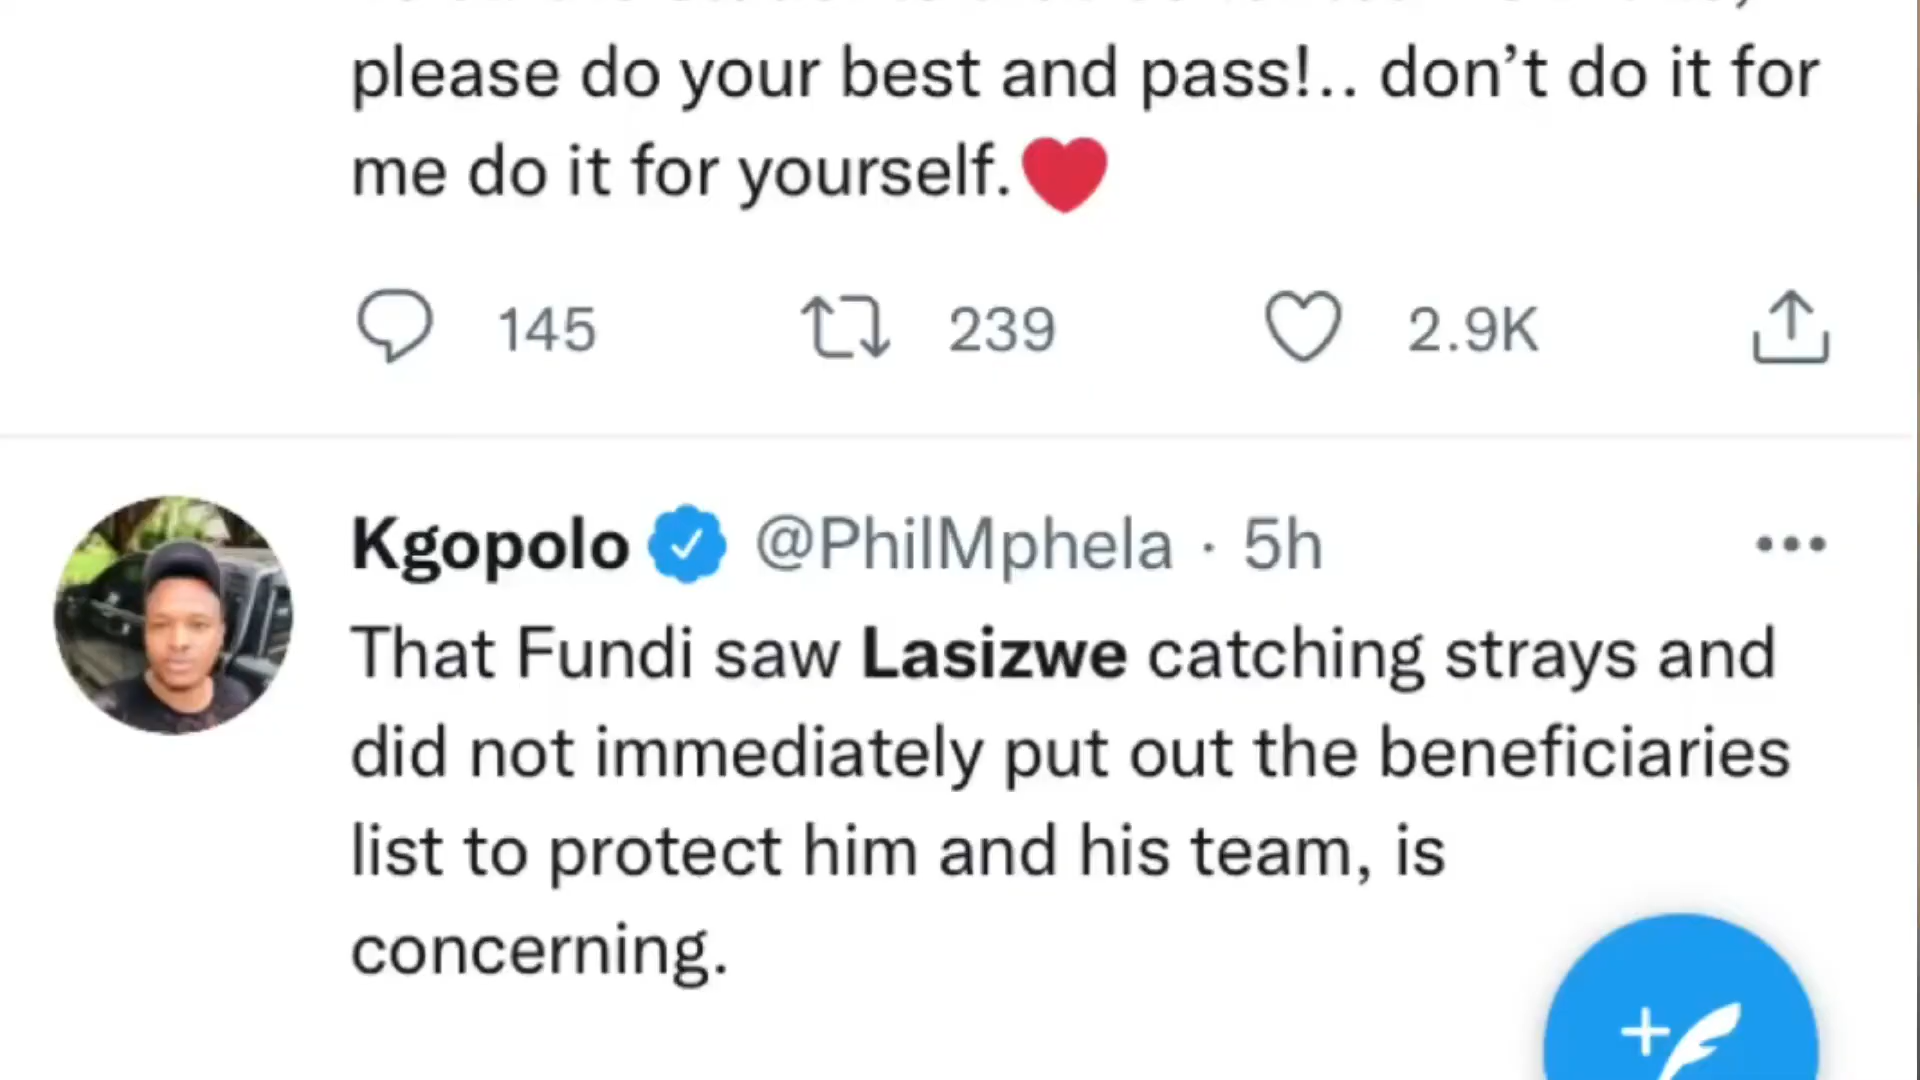 please do your best and pass!.. don’t do it for
me do it for yourself.❤️
145 239 2.9K
Kgopolo @PhilMphela · 5h
That Fundi saw Lasizwe catching strays and
did not immediately put out the beneficiaries
list to protect him and his team, is
concerning.